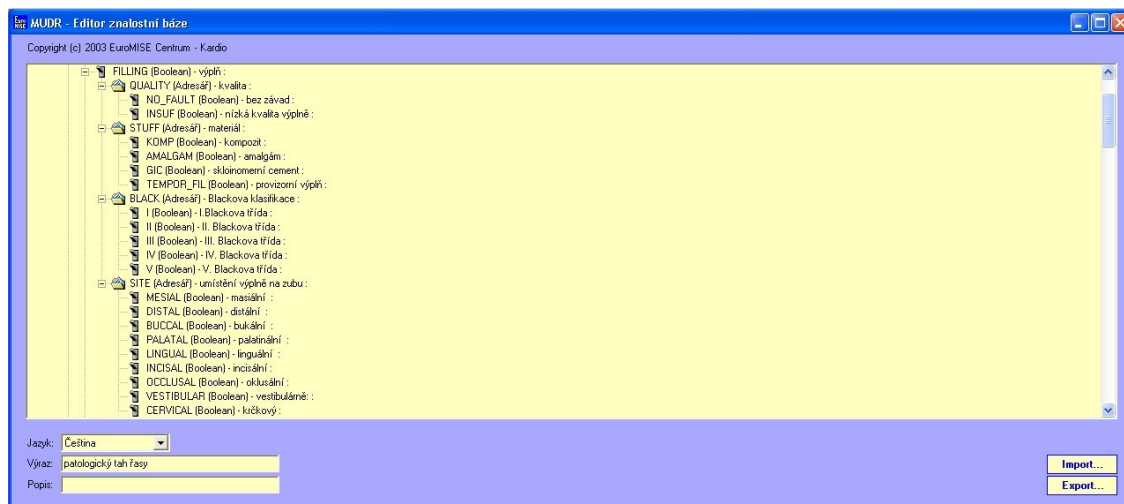 Euro MISE MUDR - Editor znalostní báze
Copyright (c) 2003 EuroMISE Centrum - Kardio
FILLING (Boolean) - výplň :
QUALITY (Adresář) - kvalita :
NO_FAULT (Boolean) - bez závad :
INSUF (Boolean) - nízká kvalita výplně :
STUFF (Adresář) - materiál :
KOMP (Boolean) - kompozit :
AMALGAM (Boolean) - amalgám :
GIC (Boolean) - skloinomerní cement :
TEMPOR_FIL (Boolean) - provizorní výplň :
BLACK (Adresář) - Blackova klasifikace :
I (Boolean) - I.Blackova třída :
II (Boolean) - II. Blackova třída :
III (Boolean) - III. Blackova třída :
IV (Boolean) - IV. Blackova třída :
V (Boolean) - V. Blackova třída :
SITE (Adresář) - umístění výplně na zubu :
MESIAL (Boolean) - masiální :
DISTAL (Boolean) - distální :
BUCCAL (Boolean) - bukální :
PALATAL (Boolean) - palatinální :
LINGUAL (Boolean) - linguální :
INCISAL (Boolean) - incisální :
OCCLUSAL (Boolean) - oklusální :
VESTIBULAR (Boolean) - vestibulárně: :
CERVICAL (Boolean) - krčkový :
Jazyk: Čeština
Výraz: patologický tah řasy
Import...
Popis:
Export...